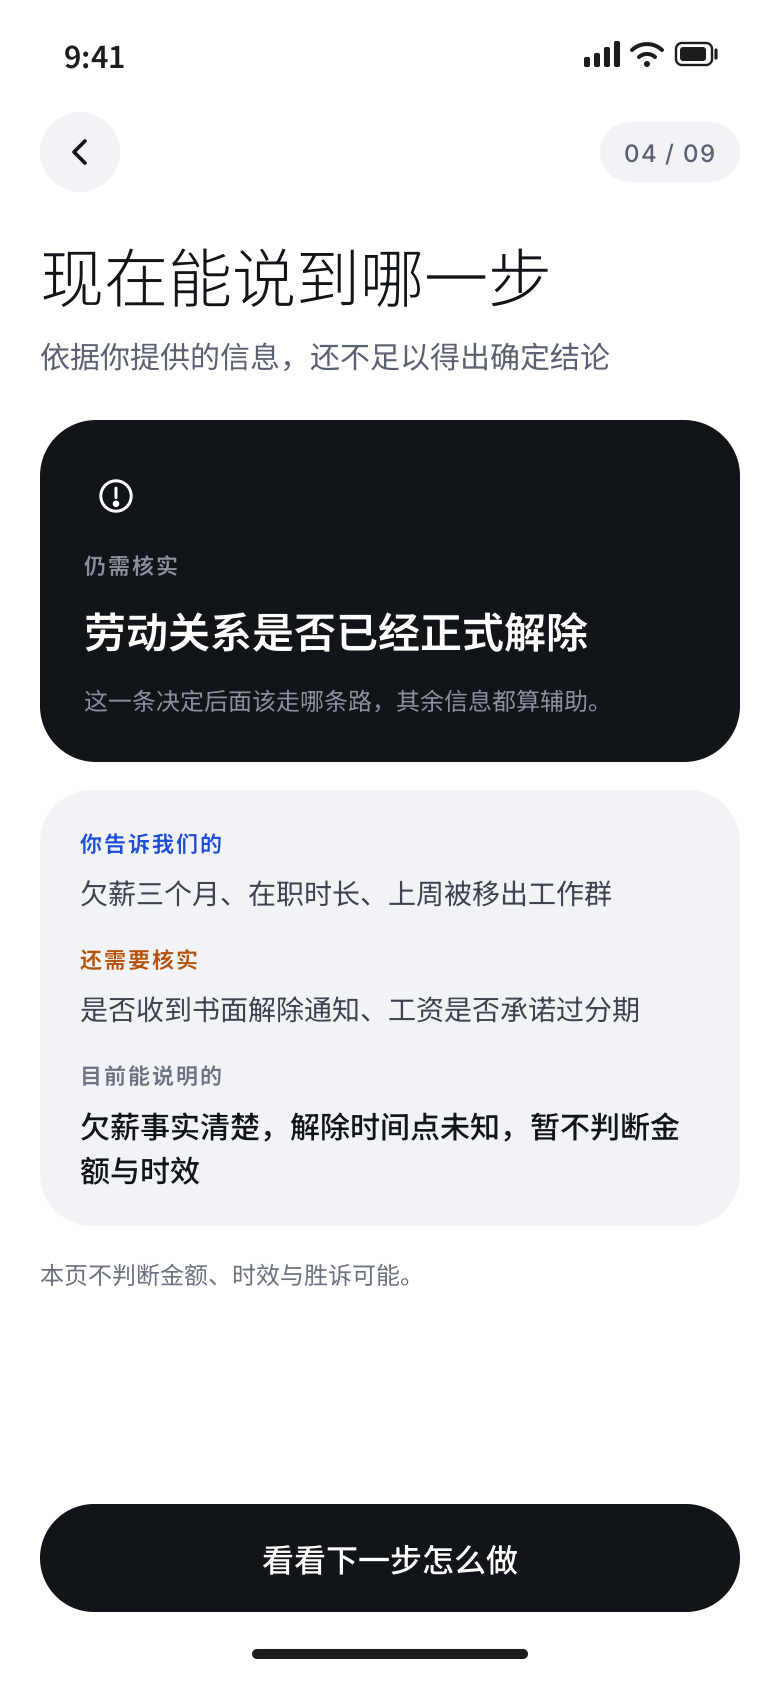 9:41
04 / 09
现在能说到哪一步
依据你提供的信息，还不足以得出确定结论
仍需核实
劳动关系是否已经正式解除
这一条决定后面该走哪条路，其余信息都算辅助。
你告诉我们的
欠薪三个月、在职时长、上周被移出工作群
还需要核实
是否收到书面解除通知、工资是否承诺过分期
目前能说明的
欠薪事实清楚，解除时间点未知，暂不判断金
额与时效
本页不判断金额、时效与胜诉可能。
看看下一步怎么做